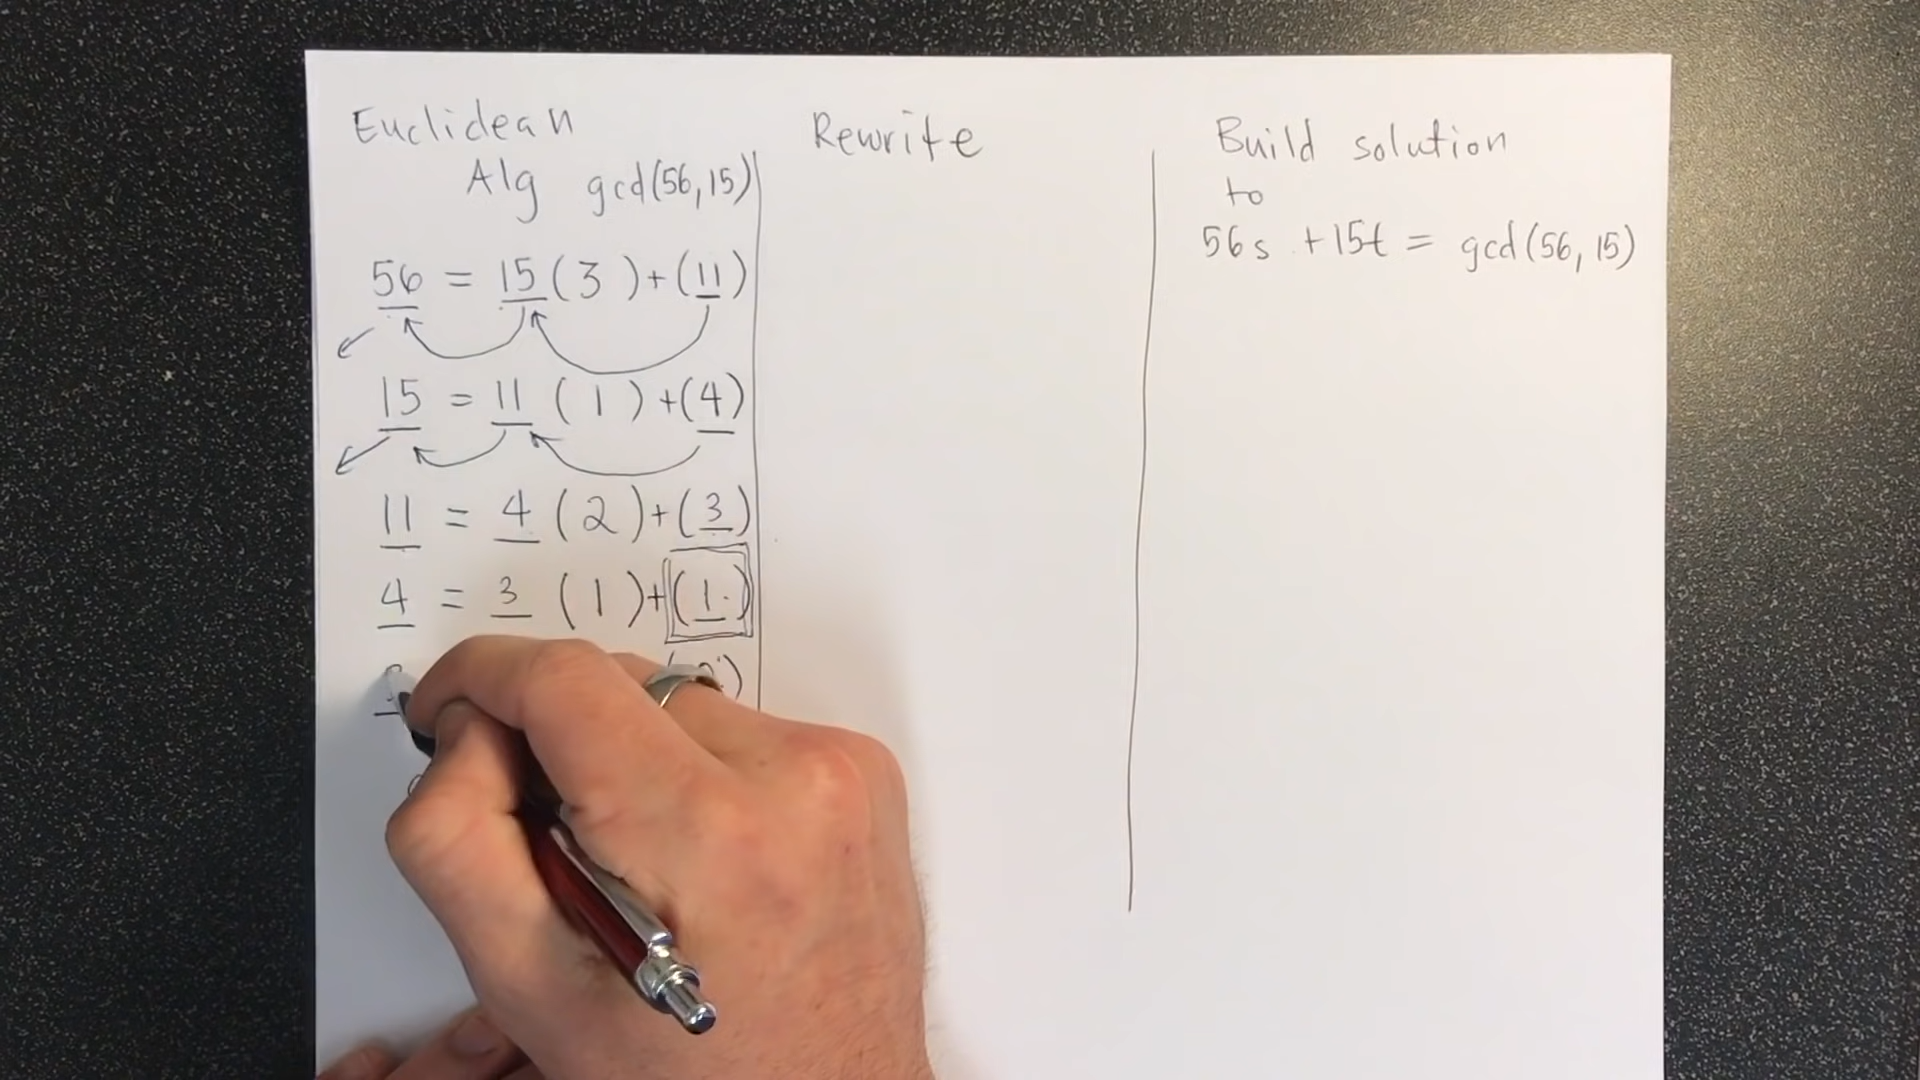 Euclidean
Alg gcd(56,15)
56 = 15(3)+(11)
15 = 11 (1)+(4)
11 = 4 (2)+(3)
4 = 3 (1)+(1)
Rewrite
Build solution
to
56s + 15t = gcd(56, 15)